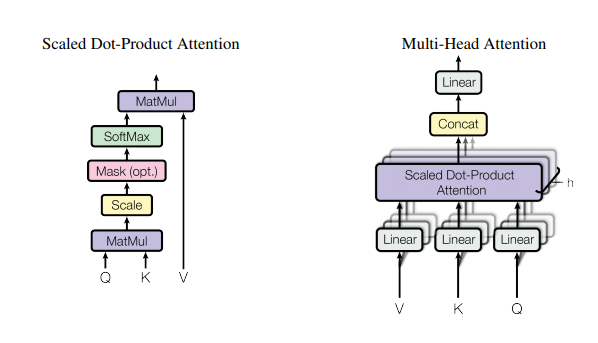 Scaled Dot-Product Attention
MatMul
SoftMax
Mask (opt.)
Scale
MatMul
Q K V
Multi-Head Attention
Linear
Concat
Scaled Dot-Product
Attention
h
Linear Linear Linear
V K Q